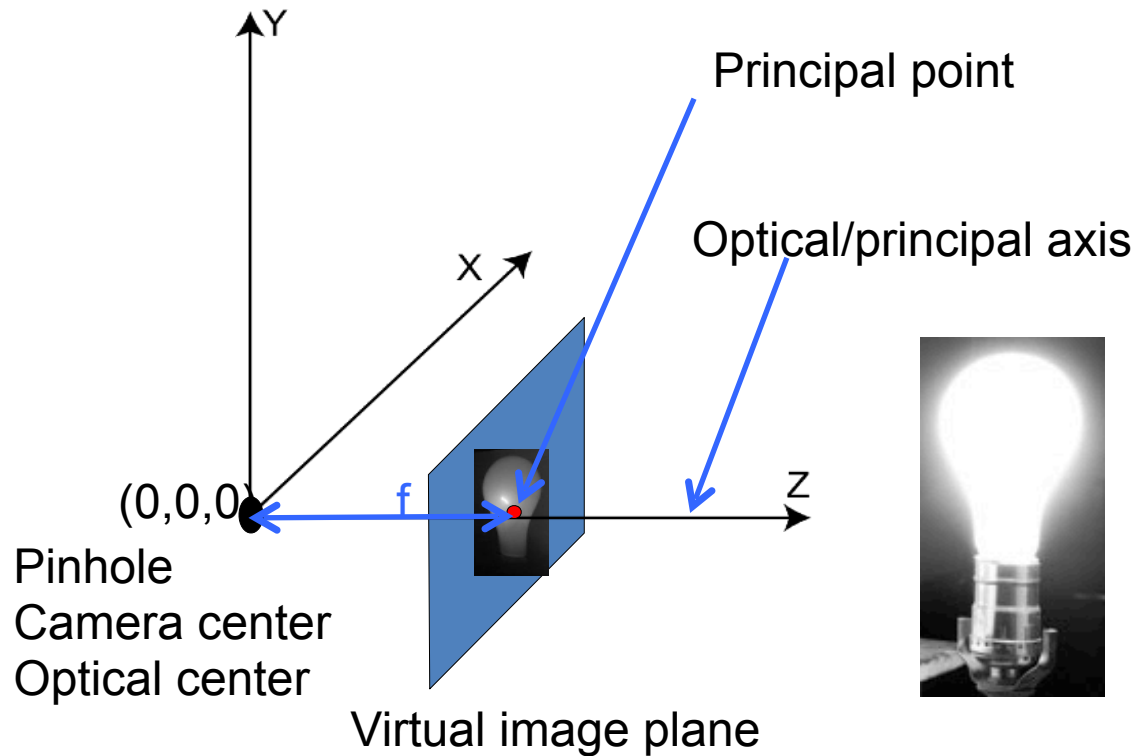 Y
Principal point
X
Optical/principal axis
(0,0,0)
f
Z
Pinhole
Camera center
Optical center
Virtual image plane